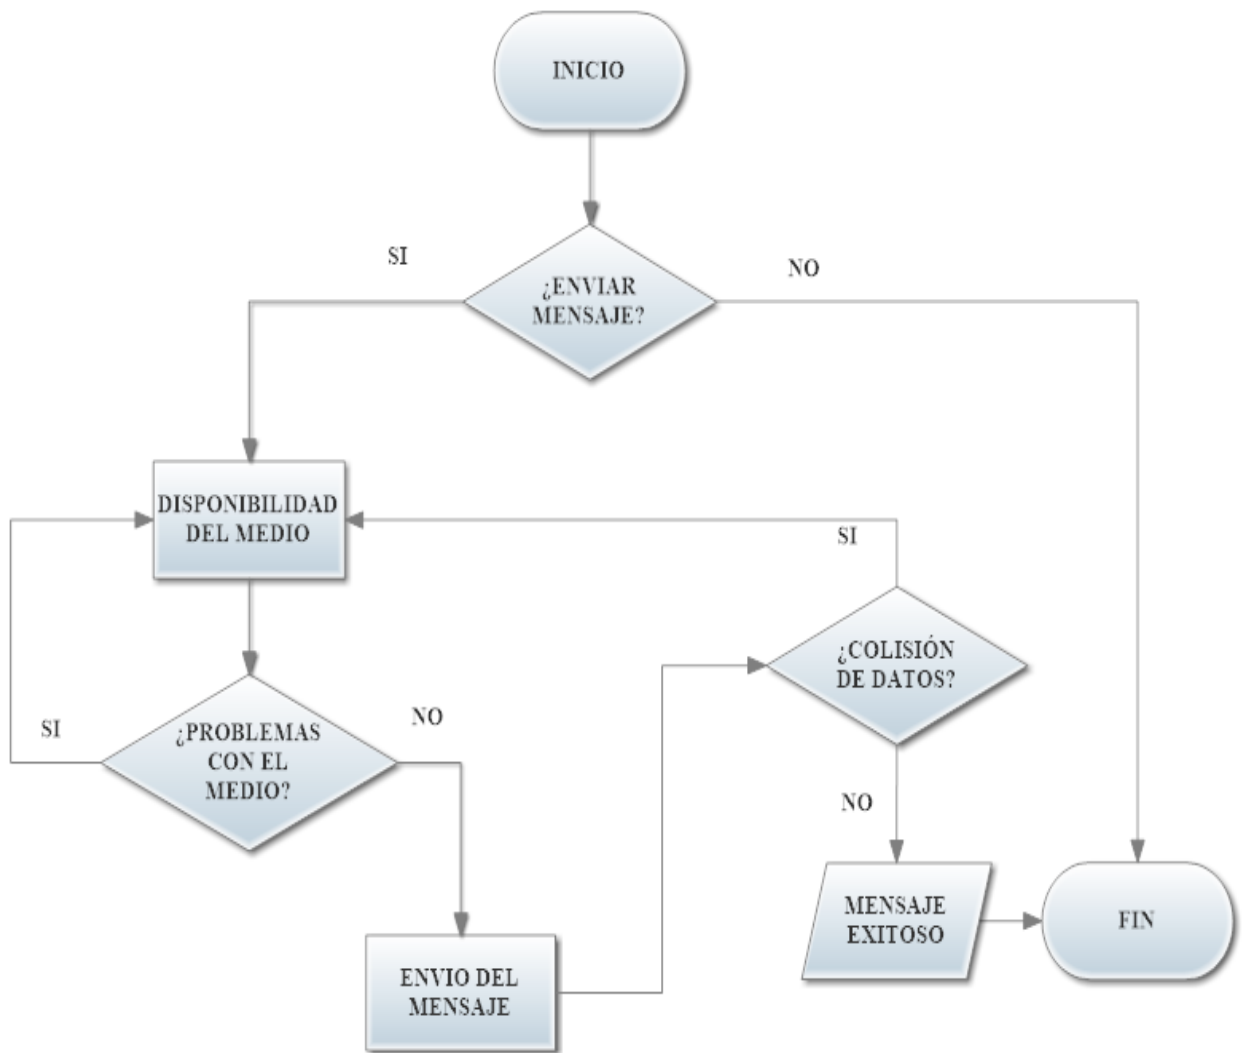 INICIO
SI
NO
¿ENVIAR
MENSAJE?
DISPONIBILIDAD
DEL MEDIO
SI
¿COLISIÓN
DE DATOS?
SI
NO
¿PROBLEMAS
CON EL
MEDIO?
NO
MENSAJE
EXITOSO
FIN
ENVIO DEL
MENSAJE